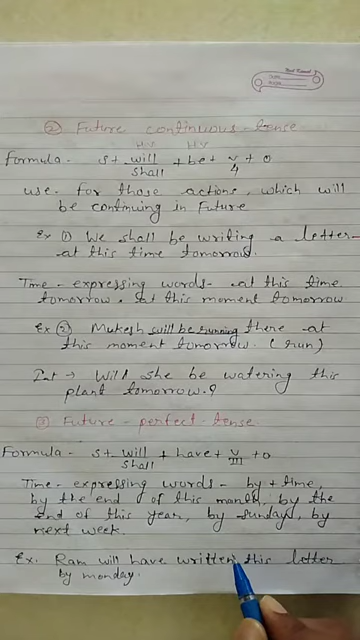 ② Future continuous tense
H.V H.V
Formula - S + will/shall + be + V/4 + O
use - for those actions, which will
be continuing in Future
Ex ① We shall be writing a letter
at this time tomorrow.
Time - expressing words - at this time
tomorrow. at this moment tomorrow
Ex ② Mukesh will be running there at
this moment tomorrow. (run)
Int → Will she be watering this
plant tomorrow.?
③ Future - perfect tense.
Formula - S + will/shall + have + V/III + O
Time - expressing words - by + time,
by the end of this month, by the
end of this year, by sunday, by
next week.
Ex. Ram will have written this letter
by monday.